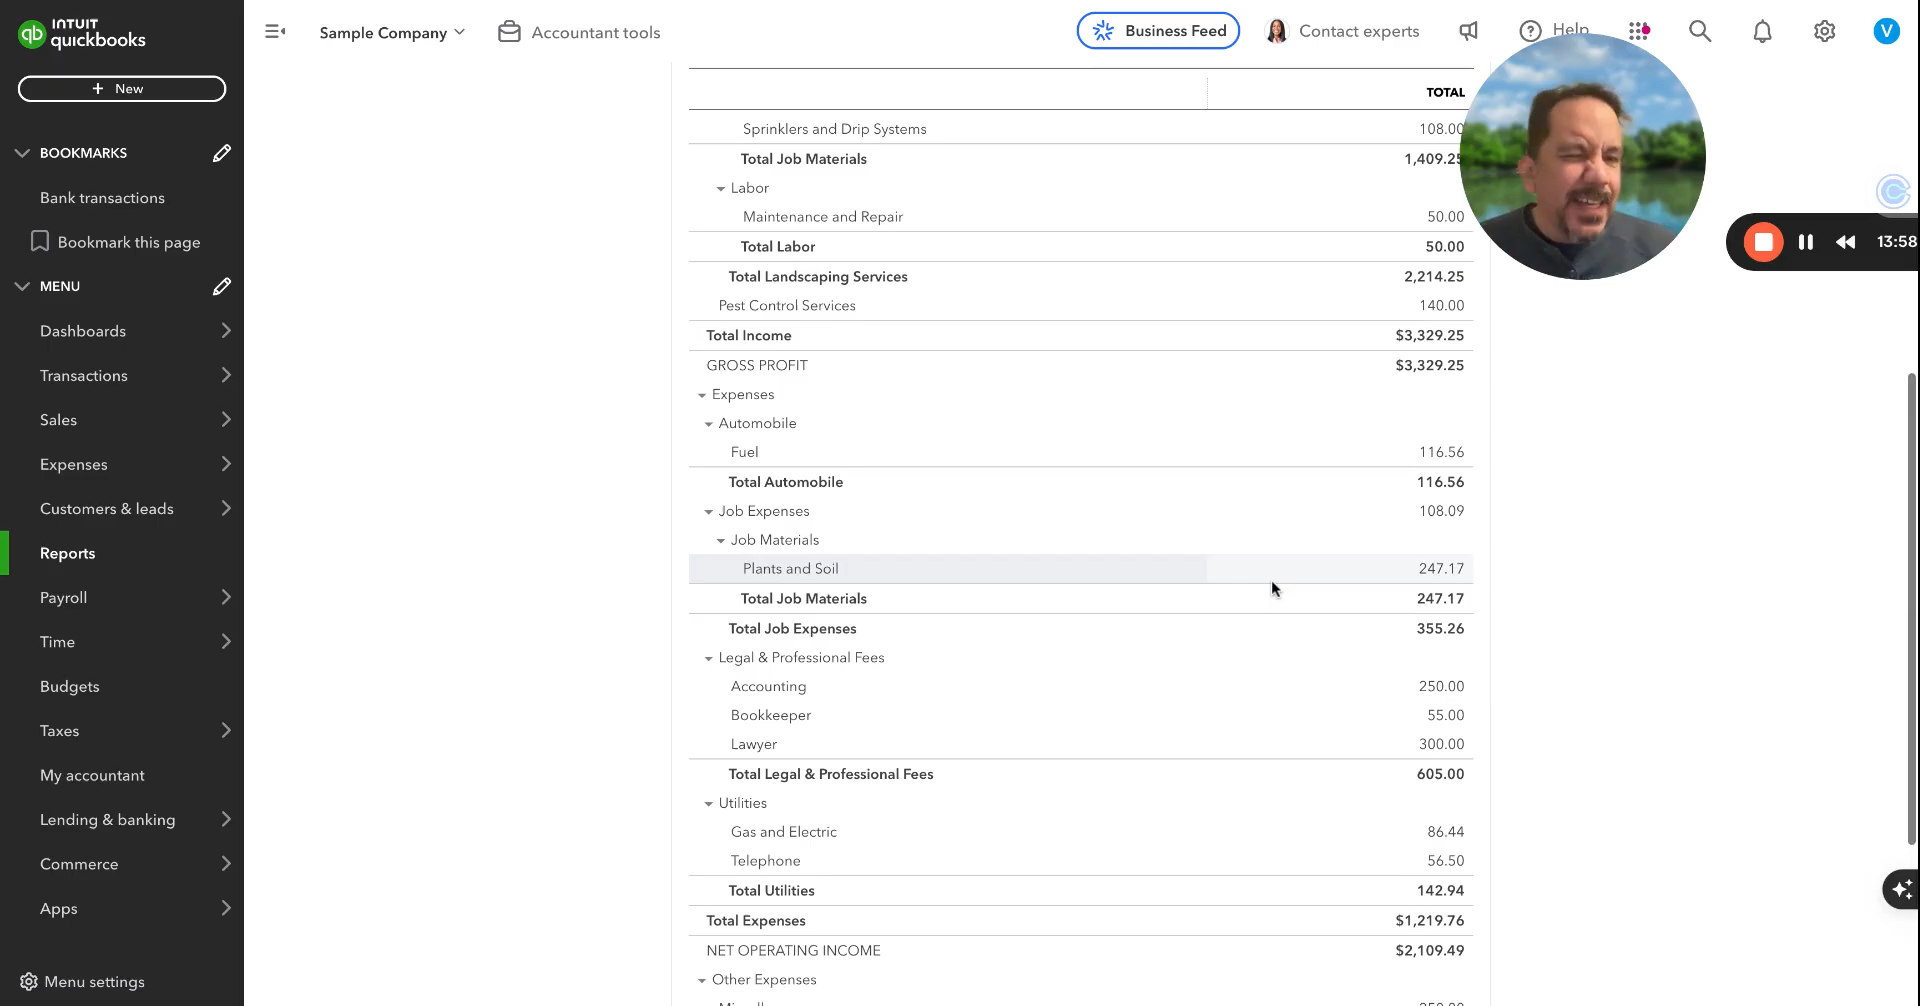 INTUIT
quickbooks
Sample Company
Accountant tools
Business Feed
Contact experts
Help
V
+ New
BOOKMARKS
Bank transactions
Bookmark this page
MENU
Dashboards
Transactions
Sales
Expenses
Customers & leads
Reports
Payroll
Time
Budgets
Taxes
My accountant
Lending & banking
Commerce
Apps
Menu settings
TOTAL
Sprinklers and Drip Systems 108.00
Total Job Materials 1,409.25
Labor
Maintenance and Repair 50.00
Total Labor 50.00
Total Landscaping Services 2,214.25
Pest Control Services 140.00
Total Income $3,329.25
GROSS PROFIT $3,329.25
Expenses
Automobile
Fuel 116.56
Total Automobile 116.56
Job Expenses 108.09
Job Materials
Plants and Soil 247.17
Total Job Materials 247.17
Total Job Expenses 355.26
Legal & Professional Fees
Accounting 250.00
Bookkeeper 55.00
Lawyer 300.00
Total Legal & Professional Fees 605.00
Utilities
Gas and Electric 86.44
Telephone 56.50
Total Utilities 142.94
Total Expenses $1,219.76
NET OPERATING INCOME $2,109.49
Other Expenses
13:58